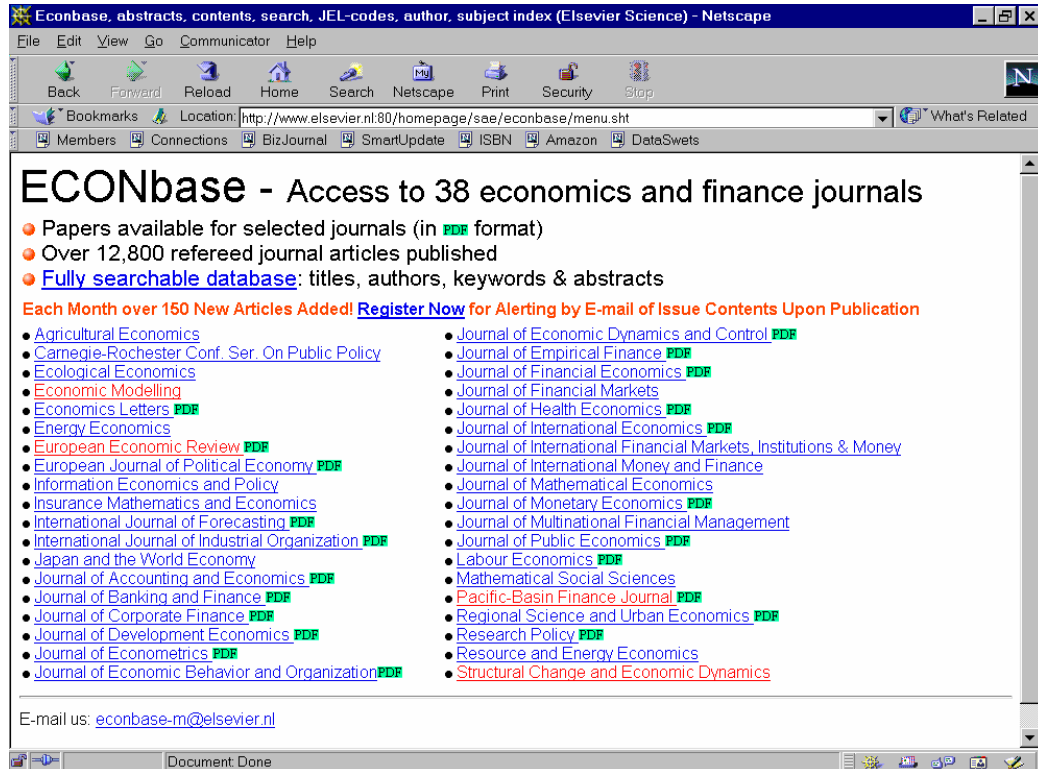 Econbase, abstracts, contents, search, JEL-codes, author, subject index (Elsevier Science) - Netscape
File Edit View Go Communicator Help
My N
Back Forward Reload Home Search Netscape Print Security Stop
Bookmarks Location: http://www.elsevier.nl:80/homepage/sae/econbase/menu.sht What's Related
Members Connections BizJournal SmartUpdate ISBN Amazon DataSwets
ECONbase - Access to 38 economics and finance journals
Papers available for selected journals (in PDF format)
Over 12,800 refereed journal articles published
Fully searchable database: titles, authors, keywords & abstracts
Each Month over 150 New Articles Added! Register Now for Alerting by E-mail of Issue Contents Upon Publication
Agricultural Economics
Carnegie-Rochester Conf. Ser. On Public Policy
Ecological Economics
Economic Modelling
Economics Letters PDF
Energy Economics
European Economic Review PDF
European Journal of Political Economy PDF
Information Economics and Policy
Insurance Mathematics and Economics
International Journal of Forecasting PDF
International Journal of Industrial Organization PDF
Japan and the World Economy
Journal of Accounting and Economics PDF
Journal of Banking and Finance PDF
Journal of Corporate Finance PDF
Journal of Development Economics PDF
Journal of Econometrics PDF
Journal of Economic Behavior and Organization PDF
Journal of Economic Dynamics and Control PDF
Journal of Empirical Finance PDF
Journal of Financial Economics PDF
Journal of Financial Markets
Journal of Health Economics PDF
Journal of International Economics PDF
Journal of International Financial Markets, Institutions & Money
Journal of International Money and Finance
Journal of Mathematical Economics
Journal of Monetary Economics PDF
Journal of Multinational Financial Management
Journal of Public Economics PDF
Labour Economics PDF
Mathematical Social Sciences
Pacific-Basin Finance Journal PDF
Regional Science and Urban Economics PDF
Research Policy PDF
Resource and Energy Economics
Structural Change and Economic Dynamics
E-mail us: econbase-m@elsevier.nl
Document: Done